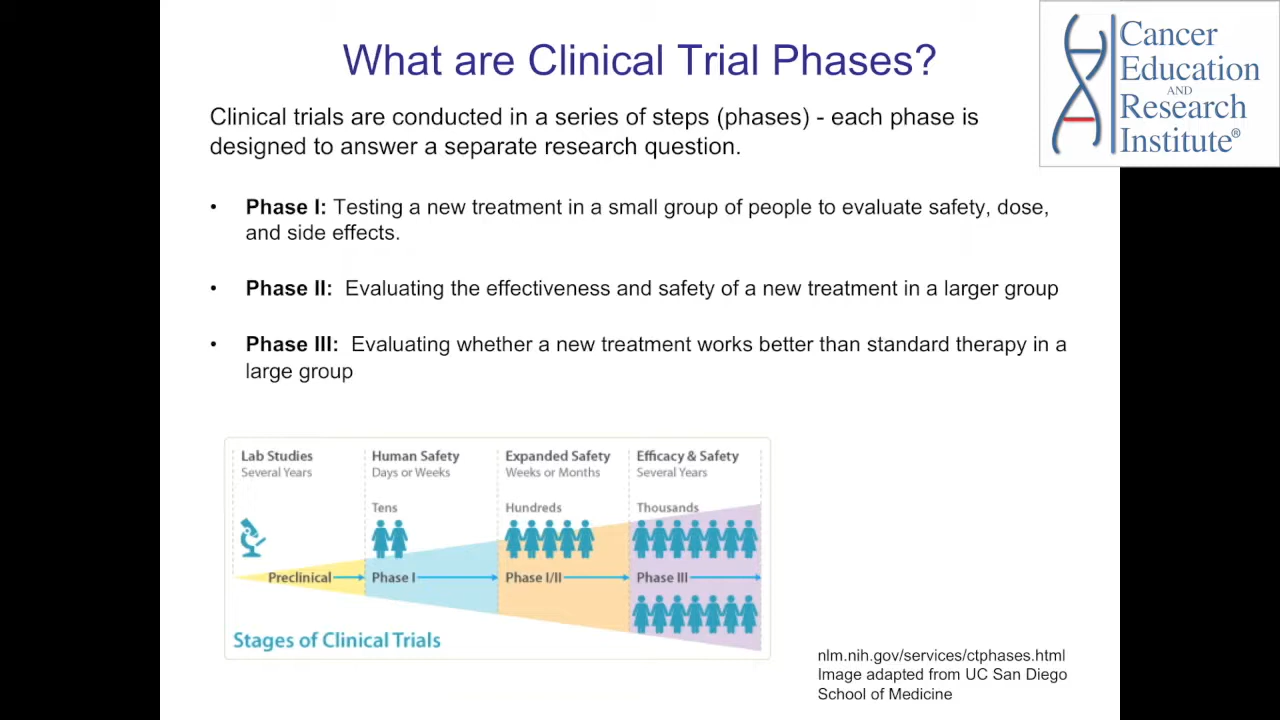 What are Clinical Trial Phases?
Cancer
Education
AND
Research
Institute®
Clinical trials are conducted in a series of steps (phases) - each phase is
designed to answer a separate research question.
• Phase I: Testing a new treatment in a small group of people to evaluate safety, dose,
and side effects.
• Phase II: Evaluating the effectiveness and safety of a new treatment in a larger group
• Phase III: Evaluating whether a new treatment works better than standard therapy in a
large group
Lab Studies
Several Years
Human Safety
Days or Weeks
Expanded Safety
Weeks or Months
Efficacy & Safety
Several Years
Tens
Hundreds
Thousands
Preclinical
Phase I
Phase I/II
Phase III
Stages of Clinical Trials
nlm.nih.gov/services/ctphases.html
Image adapted from UC San Diego
School of Medicine